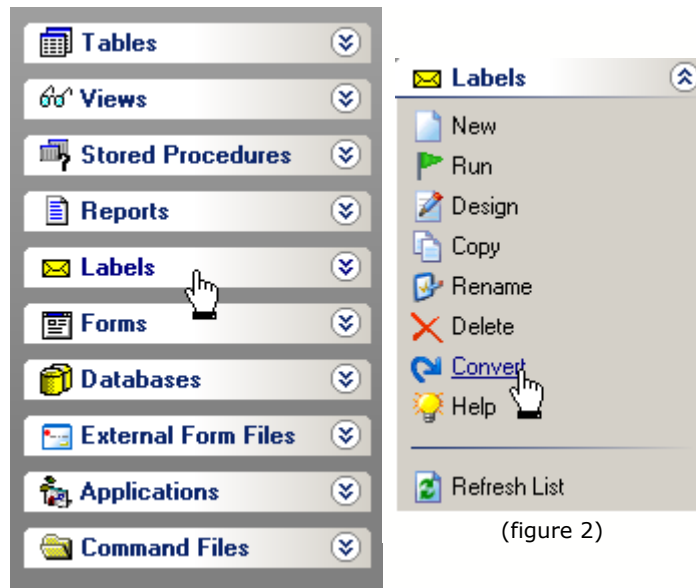 Tables
Views
Stored Procedures
Reports
Labels
Forms
Databases
External Form Files
Applications
Command Files
Labels
New
Run
Design
Copy
Rename
Delete
Convert
Help
Refresh List
(figure 2)